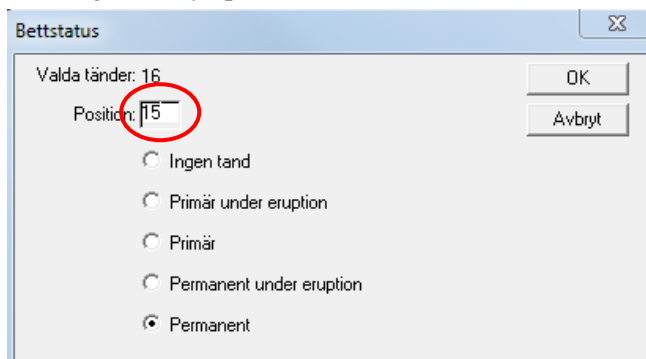 Bettstatus
Valda tänder: 16
OK
Position: 15
Avbryt
Ingen tand
Primär under eruption
Primär
Permanent under eruption
Permanent